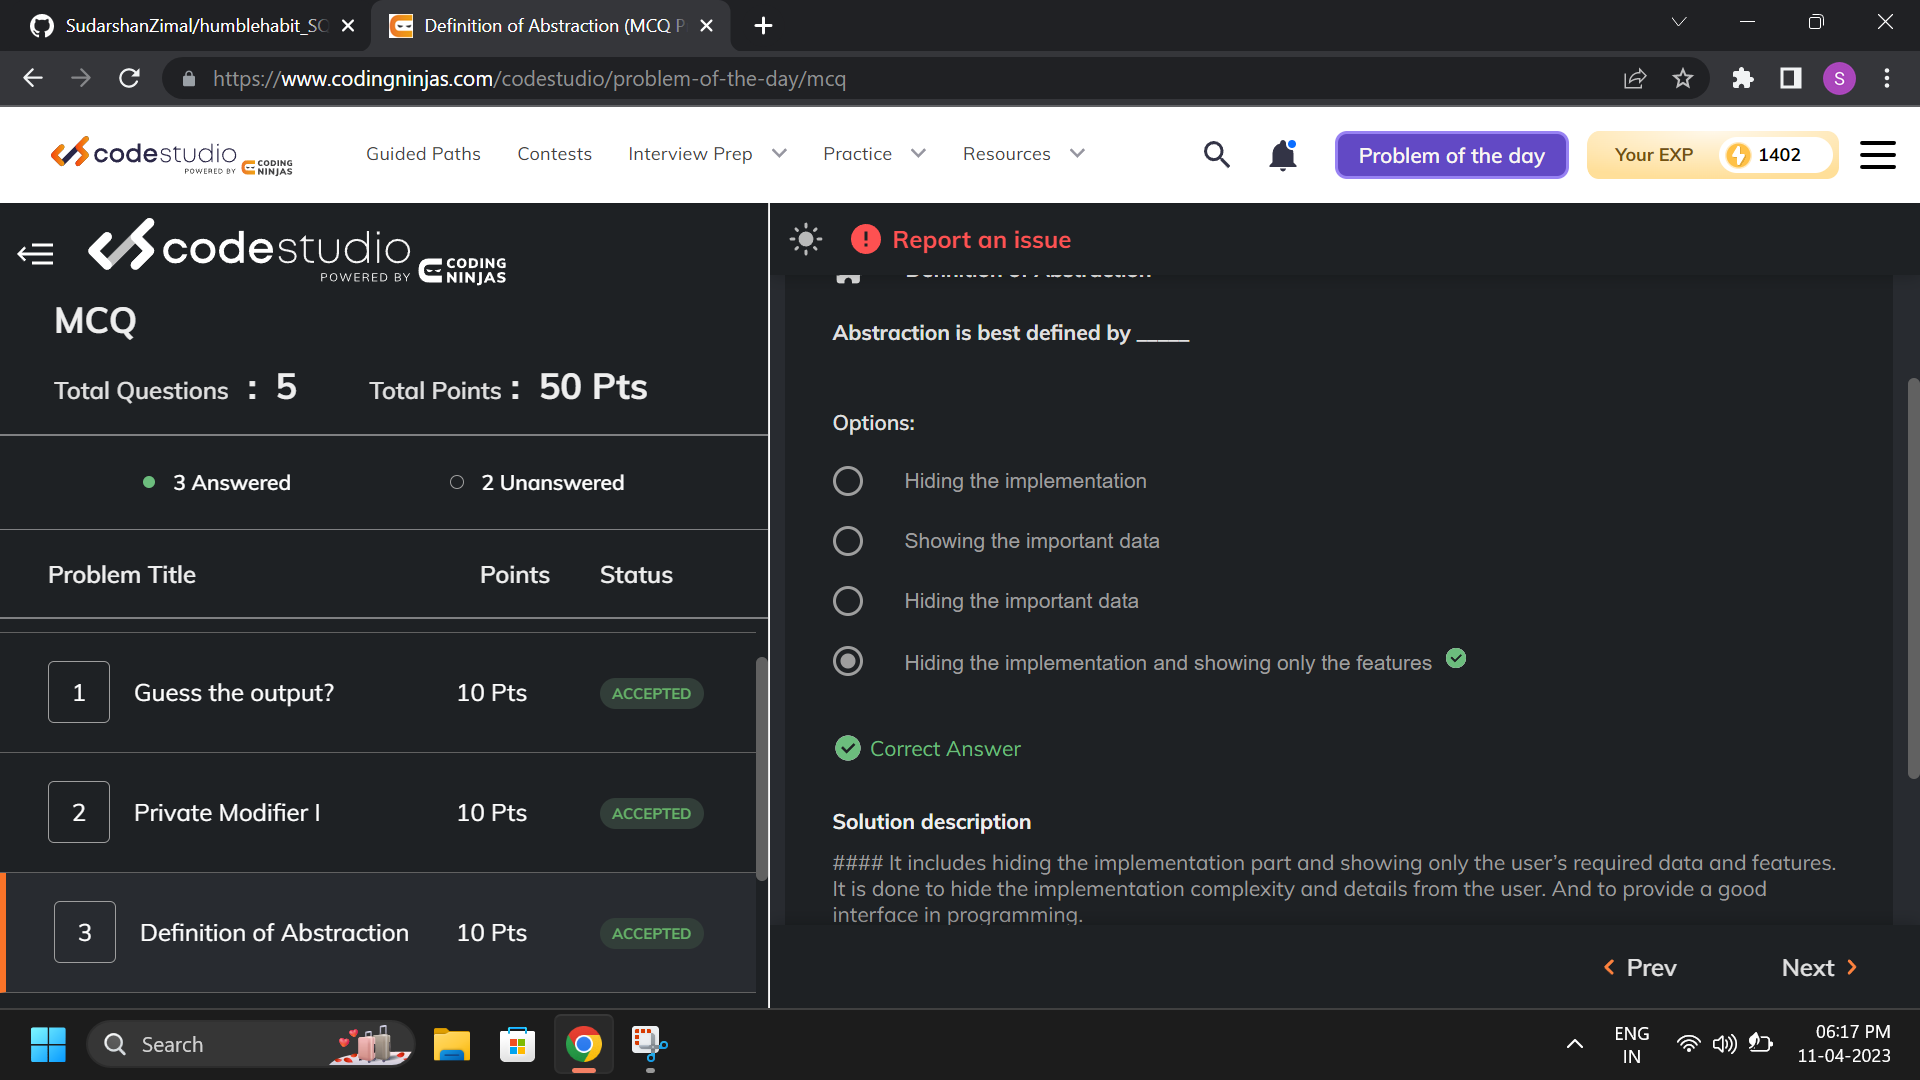 SudarshanZimal/humblehabit_SC
Definition of Abstraction (MCQ P
https://www.codingninjas.com/codestudio/problem-of-the-day/mcq
S
codestudio
POWERED BY CODING NINJAS
Guided Paths
Contests
Interview Prep
Practice
Resources
Problem of the day
Your EXP
1402
codestudio
POWERED BY CODING NINJAS
MCQ
Total Questions : 5
Total Points : 50 Pts
3 Answered
2 Unanswered
Problem Title Points Status
1 Guess the output? 10 Pts ACCEPTED
2 Private Modifier I 10 Pts ACCEPTED
3 Definition of Abstraction 10 Pts ACCEPTED
Report an issue
Definition of Abstraction
Abstraction is best defined by _____
Options:
Hiding the implementation
Showing the important data
Hiding the important data
Hiding the implementation and showing only the features
Correct Answer
Solution description
#### It includes hiding the implementation part and showing only the user’s required data and features.
It is done to hide the implementation complexity and details from the user. And to provide a good
interface in programming.
Prev
Next
Search
ENG
IN
06:17 PM
11-04-2023